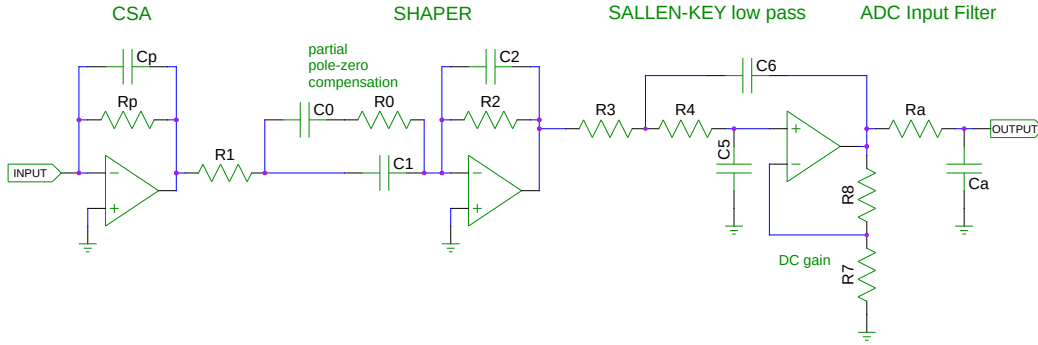 CSA
SHAPER
SALLEN-KEY low pass
ADC Input Filter
partial
pole-zero
compensation
Cp
Rp
C0
R0
C2
R2
C6
R3
R4
Ra
INPUT
R1
C1
C5
OUTPUT
Ca
R8
DC gain
R7